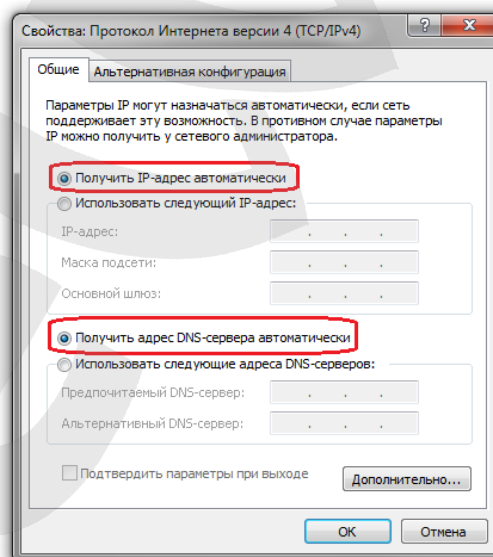 Свойства: Протокол Интернета версии 4 (TCP/IPv4)
Общие
Альтернативная конфигурация
Параметры IP могут назначаться автоматически, если сеть
поддерживает эту возможность. В противном случае параметры
IP можно получить у сетевого администратора.
Получить IP-адрес автоматически
Использовать следующий IP-адрес:
IP-адрес:
Маска подсети:
Основной шлюз:
Получить адрес DNS-сервера автоматически
Использовать следующие адреса DNS-серверов:
Предпочитаемый DNS-сервер:
Альтернативный DNS-сервер:
Подтвердить параметры при выходе
Дополнительно...
ОК
Отмена